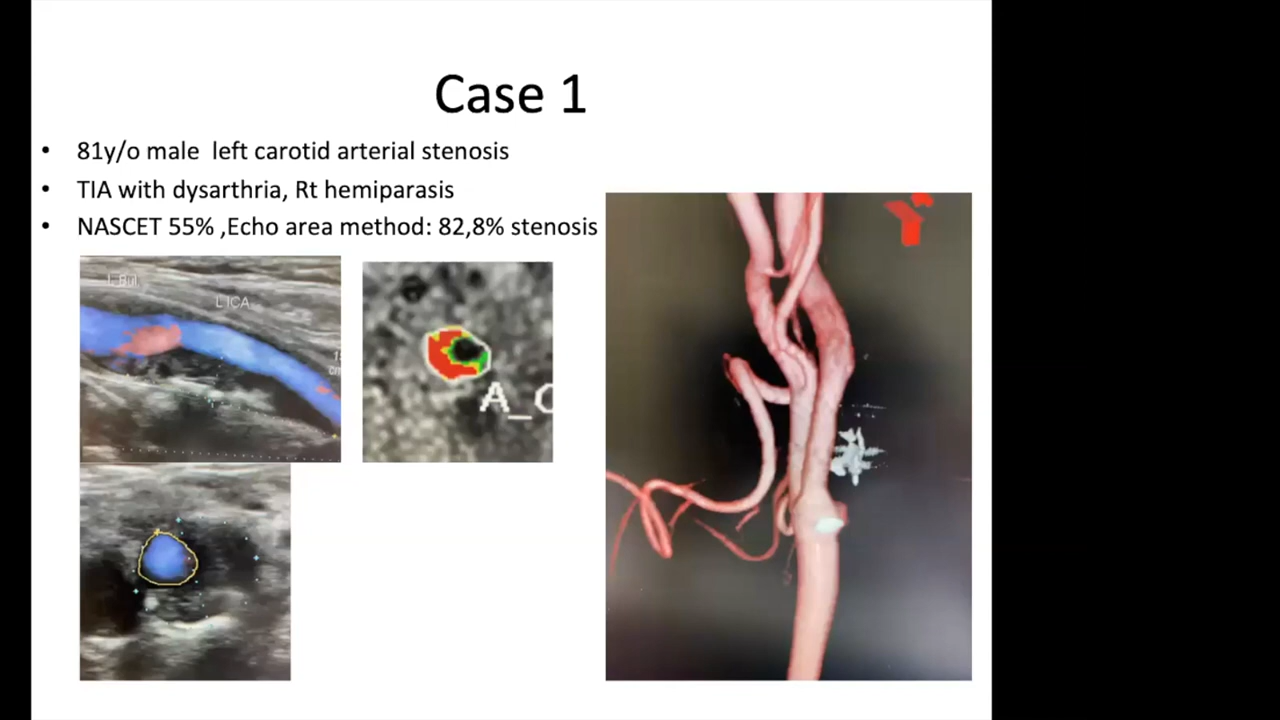 Case 1
• 81y/o male left carotid arterial stenosis
• TIA with dysarthria, Rt hemiparasis
• NASCET 55% ,Echo area method: 82,8% stenosis
L ICA
A_C